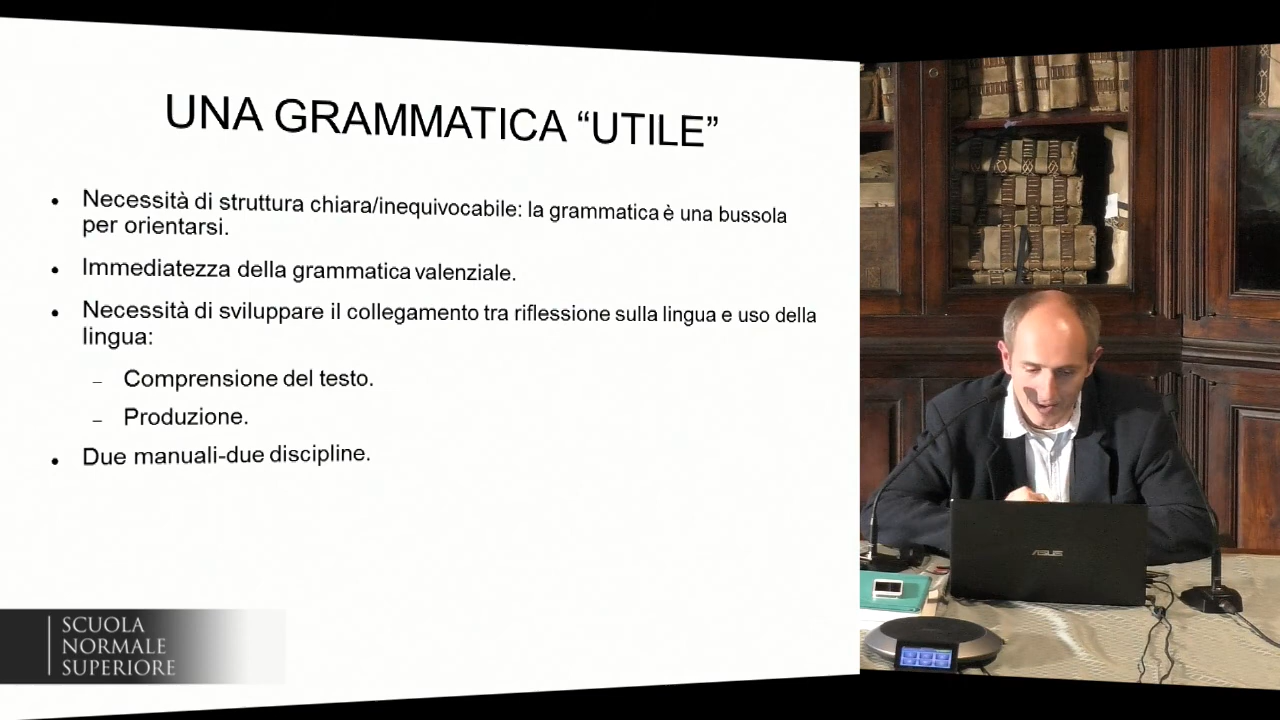 UNA GRAMMATICA “UTILE”
• Necessità di struttura chiara/inequivocabile: la grammatica è una bussola
per orientarsi.
• Immediatezza della grammatica valenziale.
• Necessità di sviluppare il collegamento tra riflessione sulla lingua e uso della
lingua:
– Comprensione del testo.
– Produzione.
• Due manuali-due discipline.
SCUOLA
NORMALE
SUPERIORE
ASUS